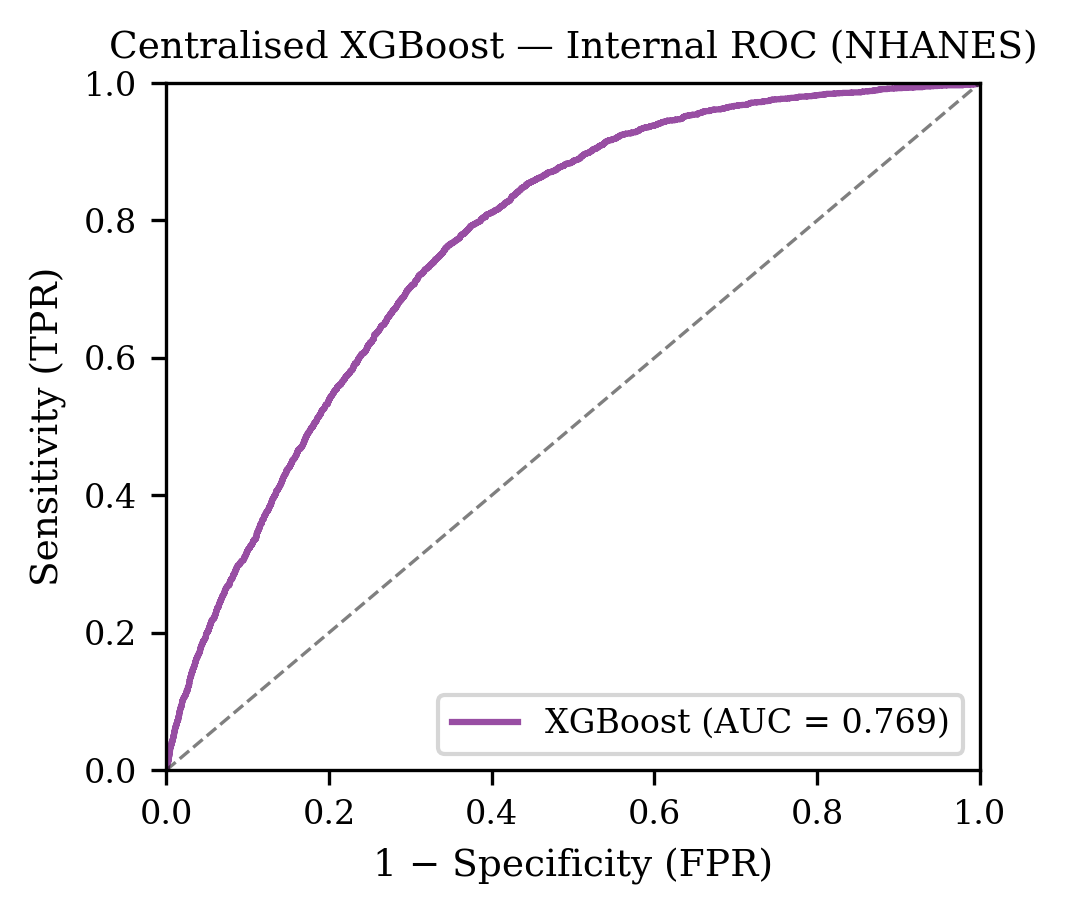 Centralised XGBoost — Internal ROC (NHANES)
1.0
0.8
0.6
0.4
0.2
0.0
Sensitivity (TPR)
XGBoost (AUC = 0.769)
0.0 0.2 0.4 0.6 0.8 1.0
1 − Specificity (FPR)